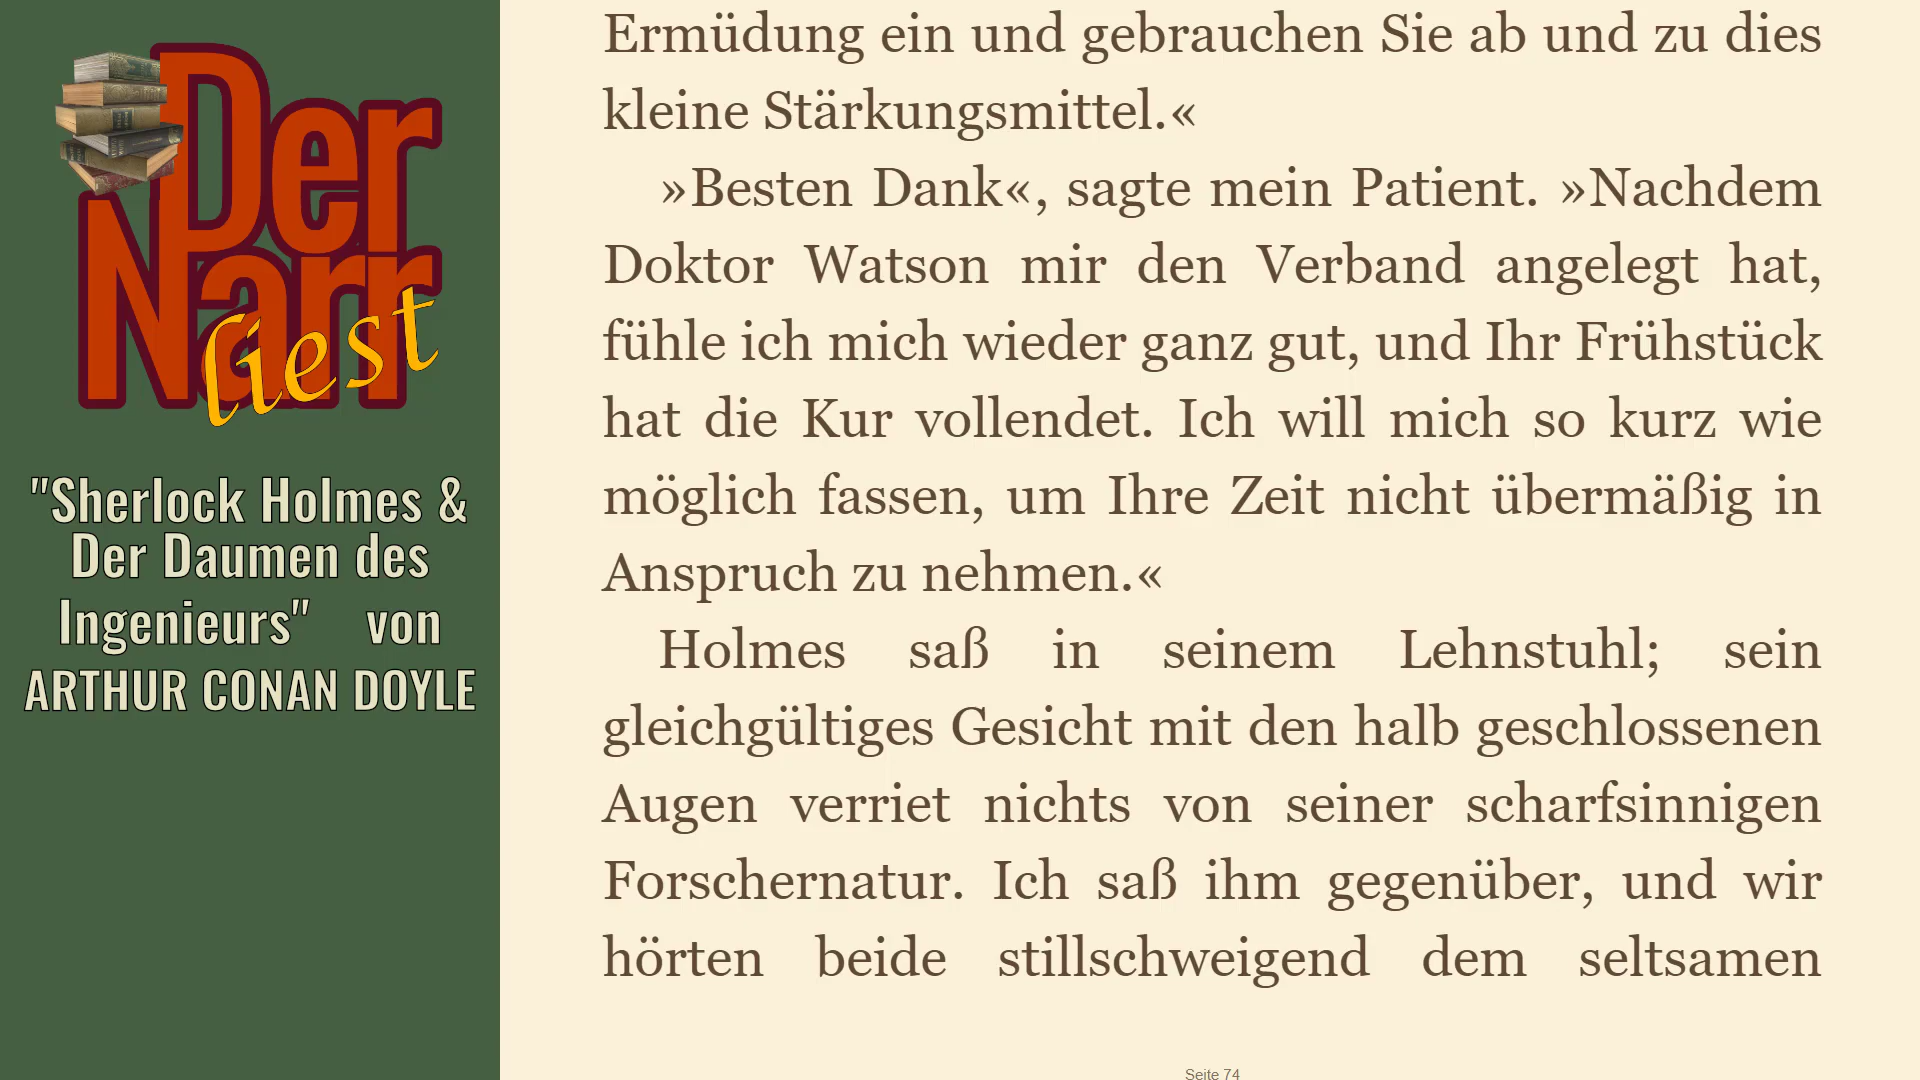 Der
Narr
liest
"Sherlock Holmes &
Der Daumen des
Ingenieurs" von
ARTHUR CONAN DOYLE
Ermüdung ein und gebrauchen Sie ab und zu dies
kleine Stärkungsmittel.«
»Besten Dank«, sagte mein Patient. »Nachdem
Doktor Watson mir den Verband angelegt hat,
fühle ich mich wieder ganz gut, und Ihr Frühstück
hat die Kur vollendet. Ich will mich so kurz wie
möglich fassen, um Ihre Zeit nicht übermäßig in
Anspruch zu nehmen.«
Holmes saß in seinem Lehnstuhl; sein
gleichgültiges Gesicht mit den halb geschlossenen
Augen verriet nichts von seiner scharfsinnigen
Forschernatur. Ich saß ihm gegenüber, und wir
hörten beide stillschweigend dem seltsamen
Seite 74